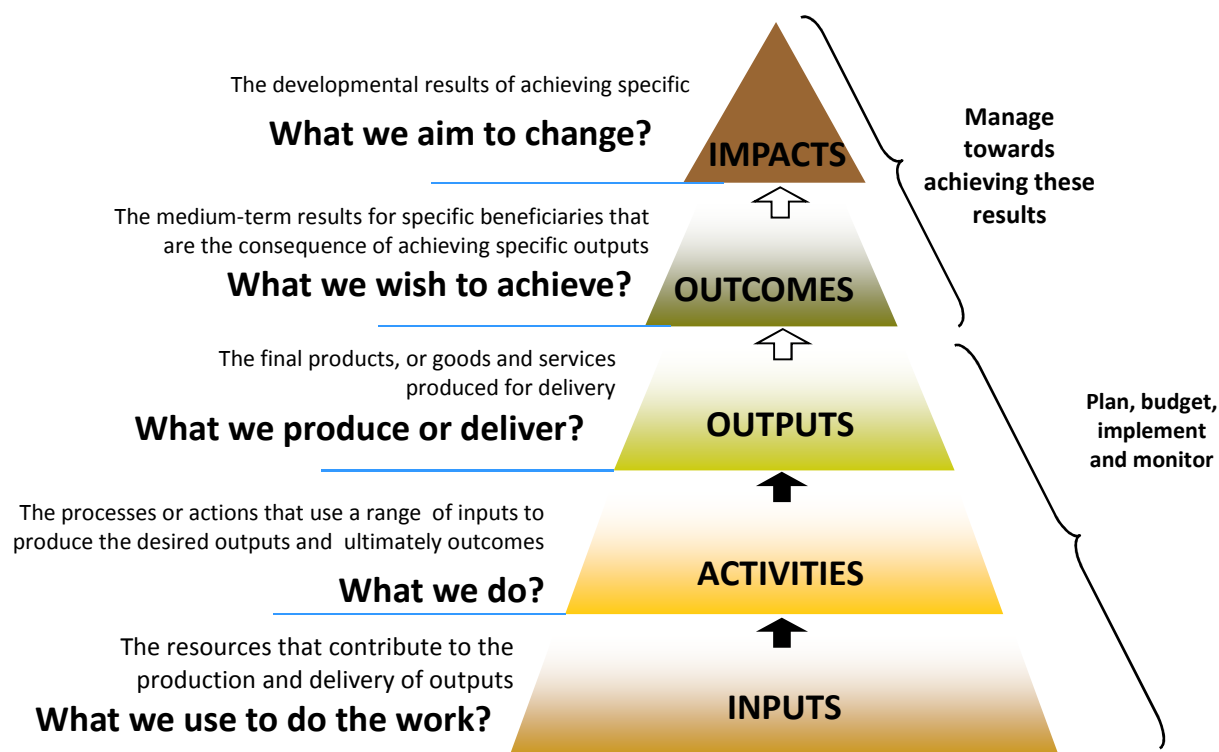 The developmental results of achieving specific
What we aim to change?
IMPACTS
Manage
towards
achieving these
results
The medium-term results for specific beneficiaries that
are the consequence of achieving specific outputs
What we wish to achieve?
OUTCOMES
The final products, or goods and services
produced for delivery
What we produce or deliver?
OUTPUTS
Plan, budget,
implement
and monitor
The processes or actions that use a range of inputs to
produce the desired outputs and ultimately outcomes
What we do?
ACTIVITIES
The resources that contribute to the
production and delivery of outputs
What we use to do the work?
INPUTS